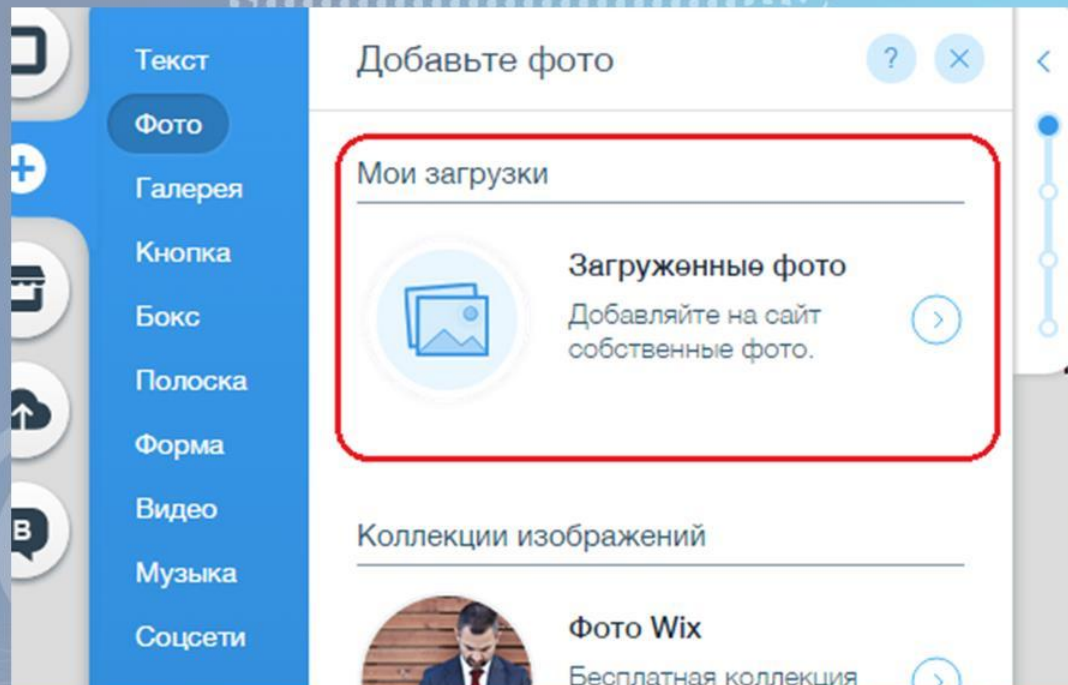 Текст
Фото
Галерея
Кнопка
Бокс
Полоска
Форма
Видео
Музыка
Соцсети
Добавьте фото
?
Мои загрузки
Загруженные фото
Добавляйте на сайт
собственные фото.
Коллекции изображений
Фото Wix
Бесплатная коллекция
B